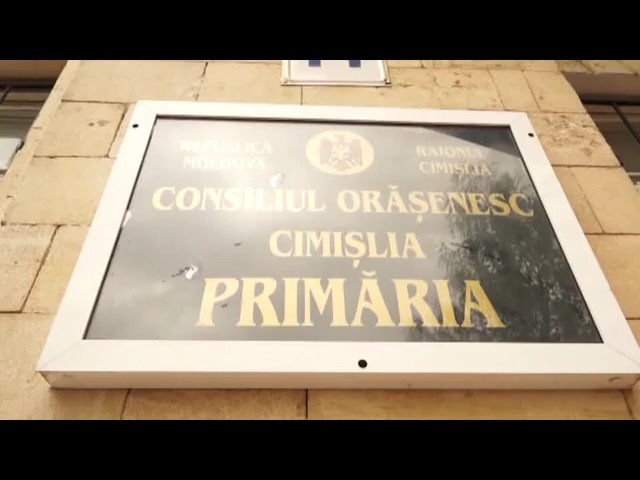 REPUBLICA
MOLDOVA
RAIONUL
CIMIȘLIA
CONSILIUL ORĂȘENESC
CIMIȘLIA
PRIMĂRIA